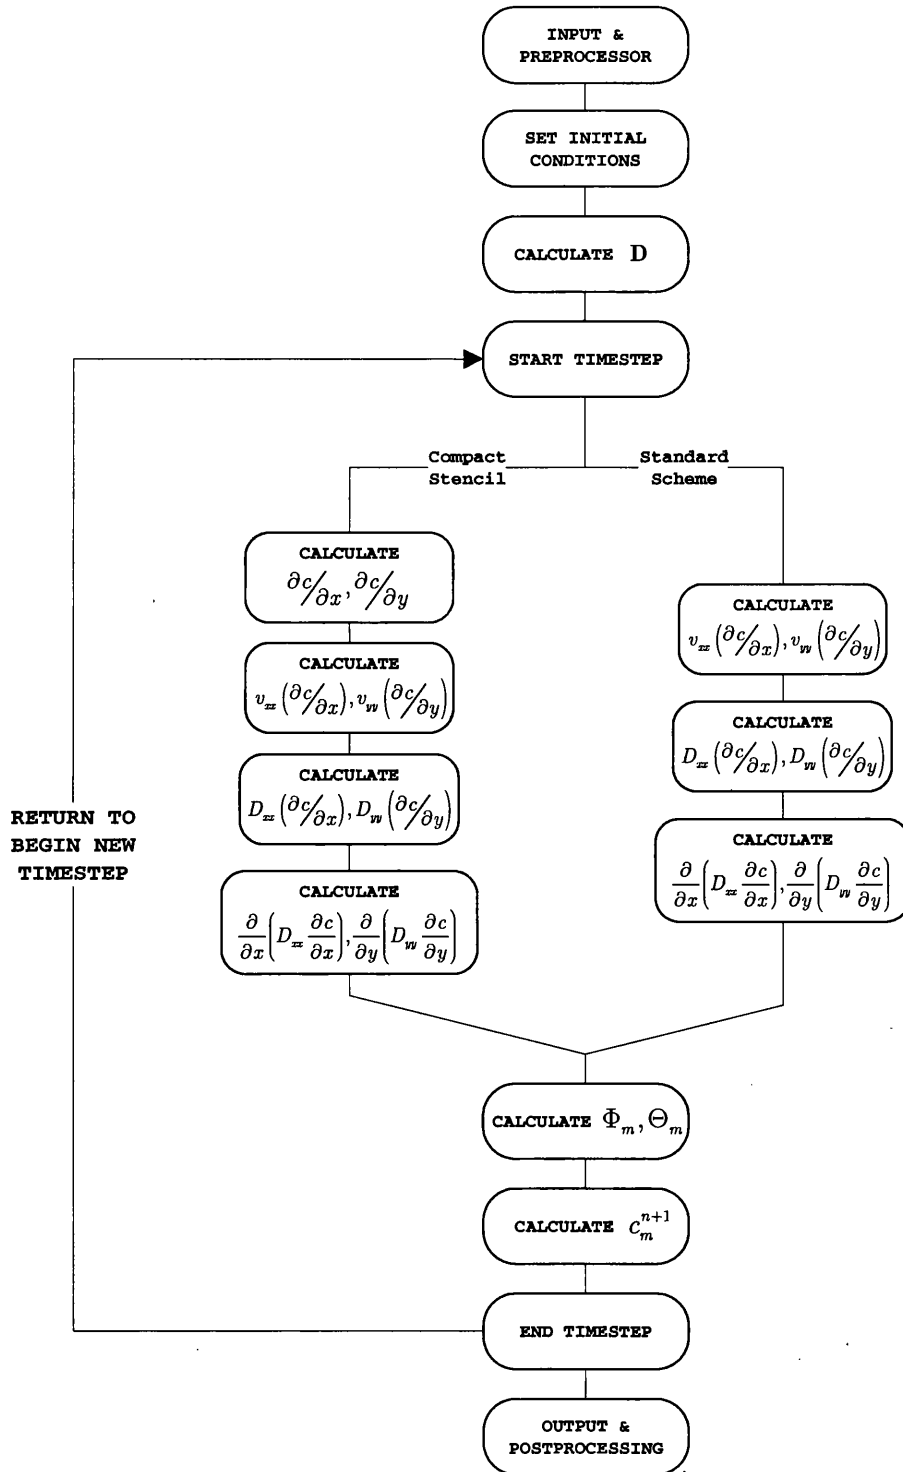 INPUT &
PREPROCESSOR
SET INITIAL
CONDITIONS
CALCULATE D
START TIMESTEP
Compact
Stencil
Standard
Scheme
CALCULATE
∂c/∂x, ∂c/∂y
CALCULATE
v_xx (∂c/∂x), v_yy (∂c/∂y)
CALCULATE
D_xx (∂c/∂x), D_yy (∂c/∂y)
CALCULATE
∂/∂x (D_xx ∂c/∂x), ∂/∂y (D_yy ∂c/∂y)
CALCULATE
v_xx (∂c/∂x), v_yy (∂c/∂y)
CALCULATE
D_xx (∂c/∂x), D_yy (∂c/∂y)
CALCULATE
∂/∂x (D_xx ∂c/∂x), ∂/∂y (D_yy ∂c/∂y)
RETURN TO
BEGIN NEW
TIMESTEP
CALCULATE Φ_m, Θ_m
CALCULATE c_m^{n+1}
END TIMESTEP
OUTPUT &
POSTPROCESSING